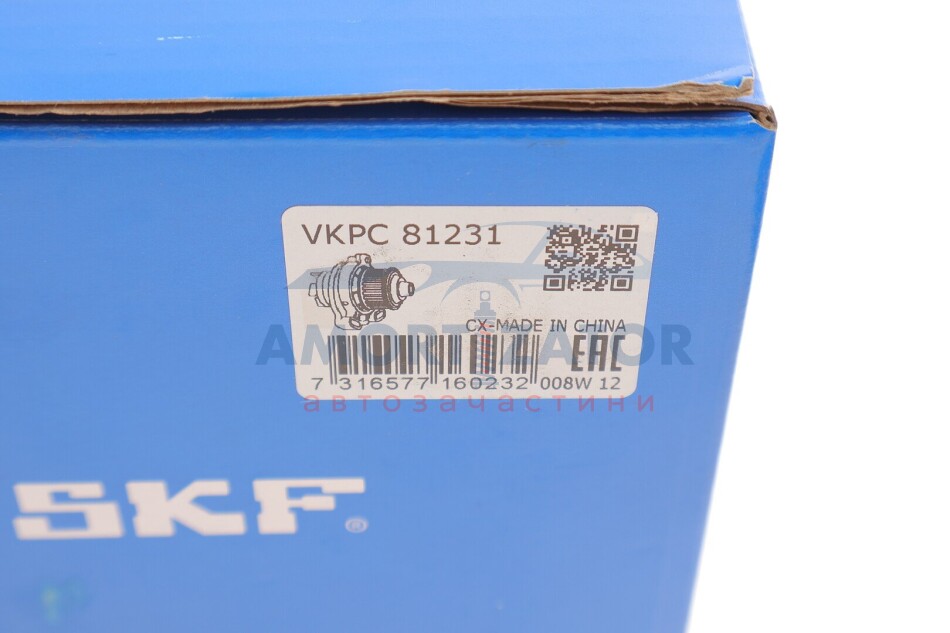 VKPC 81231
CX-MADE IN CHINA
AMORTIZATOR
EAC
7 316577 160232 008W 12
автозачастини
SKF®